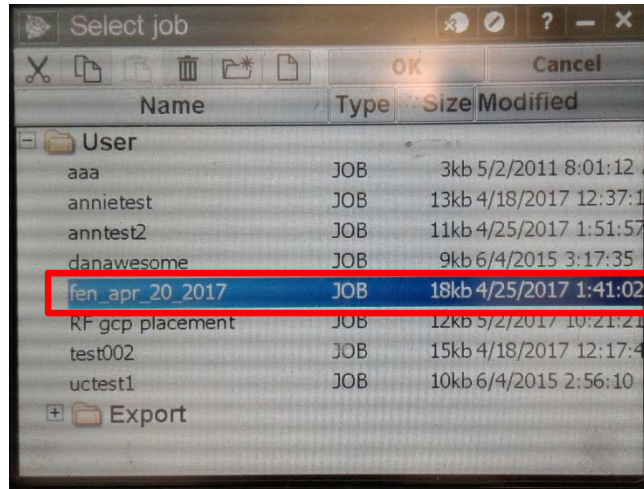 Select job ? – ×
OK Cancel
Name Type Size Modified
User
aaa JOB 3kb 5/2/2011 8:01:12
annietest JOB 13kb 4/18/2017 12:37:1
anntest2 JOB 11kb 4/25/2017 1:51:57
danawesome JOB 9kb 6/4/2015 3:17:35
fen_apr_20_2017 JOB 18kb 4/25/2017 1:41:02
RF gcp placement JOB 12kb 5/2/2017 10:21:21
test002 JOB 15kb 4/18/2017 12:17:4
uctest1 JOB 10kb 6/4/2015 2:56:10
Export